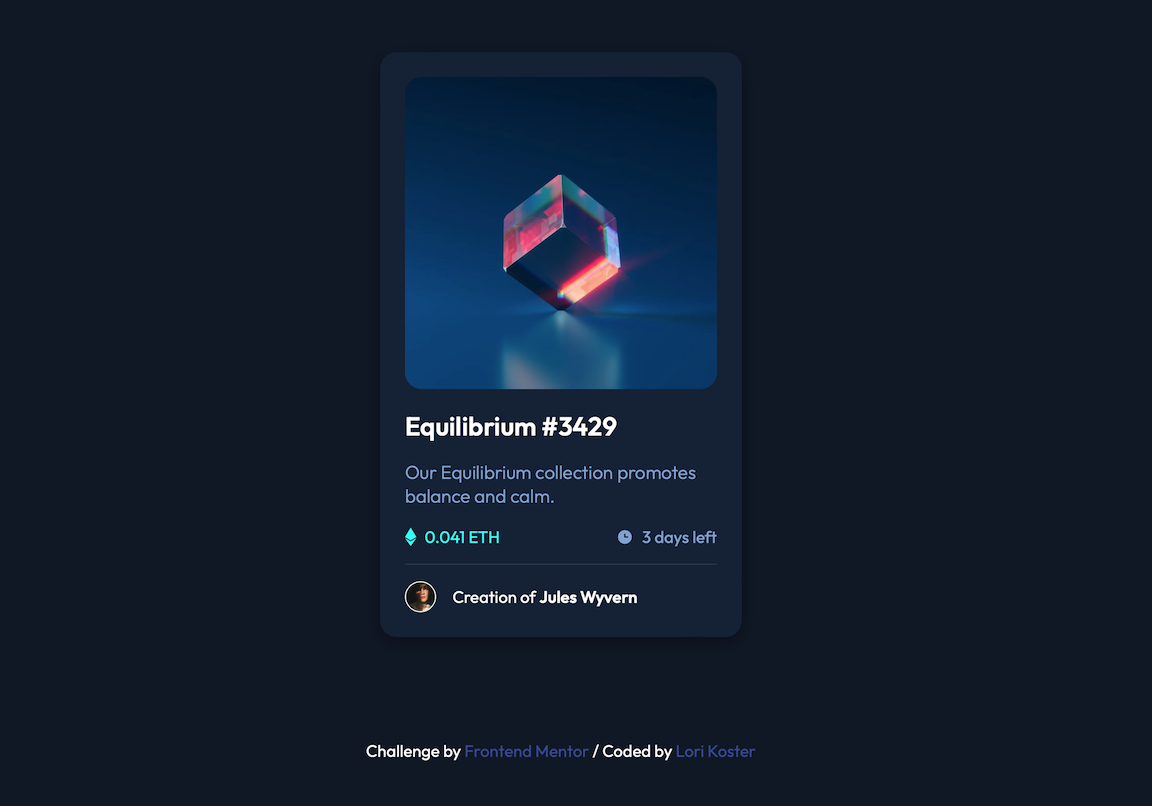 Equilibrium #3429
Our Equilibrium collection promotes
balance and calm.
0.041 ETH
3 days left
Creation of Jules Wyvern
Challenge by Frontend Mentor / Coded by Lori Koster